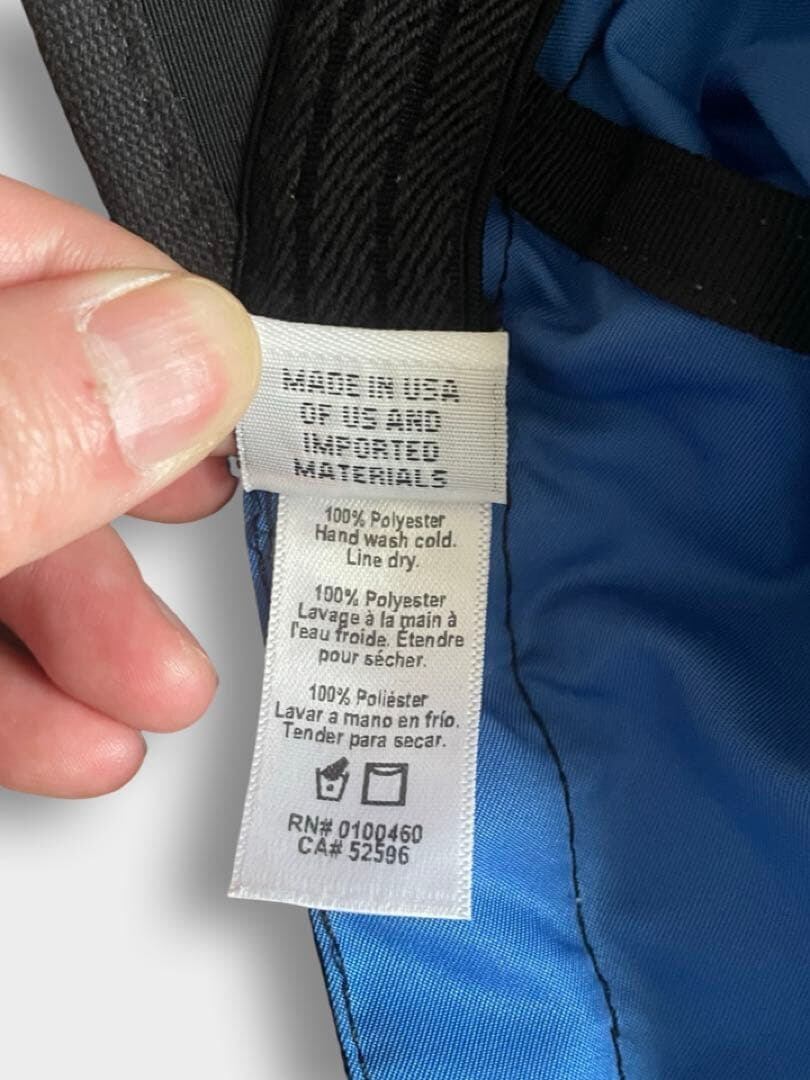 MADE IN USA
OF US AND
IMPORTED
MATERIALS
100% Polyester
Hand wash cold.
Line dry.
100% Polyester
Lavage à la main à
l'eau froide. Étendre
pour sécher.
100% Poliéster
Lavar a mano en frío.
Tender para secar.
RN# 0100460
CA# 52596